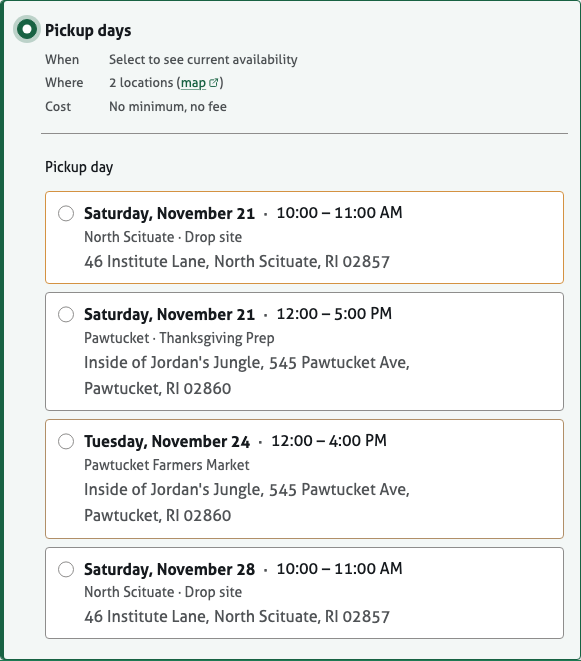 Pickup days
When Select to see current availability
Where 2 locations (map)
Cost No minimum, no fee
Pickup day
Saturday, November 21 · 10:00 – 11:00 AM
North Scituate · Drop site
46 Institute Lane, North Scituate, RI 02857
Saturday, November 21 · 12:00 – 5:00 PM
Pawtucket · Thanksgiving Prep
Inside of Jordan's Jungle, 545 Pawtucket Ave,
Pawtucket, RI 02860
Tuesday, November 24 · 12:00 – 4:00 PM
Pawtucket Farmers Market
Inside of Jordan's Jungle, 545 Pawtucket Ave,
Pawtucket, RI 02860
Saturday, November 28 · 10:00 – 11:00 AM
North Scituate · Drop site
46 Institute Lane, North Scituate, RI 02857